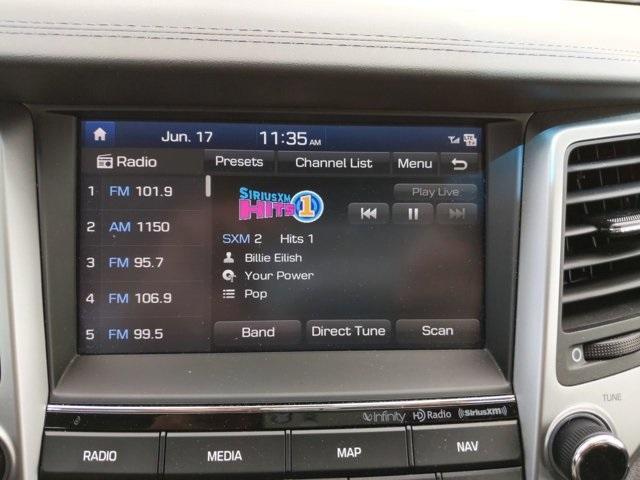 Jun. 17 11:35 AM
Radio Presets Channel List Menu
1 FM 101.9
2 AM 1150
3 FM 95.7
4 FM 106.9
5 FM 99.5
SIRIUSXM
HITS 1
Play Live
SXM 2 Hits 1
Billie Eilish
Your Power
Pop
Band Direct Tune Scan
Infinity HD Radio ((SiriusXM))
RADIO MEDIA MAP NAV
TUNE